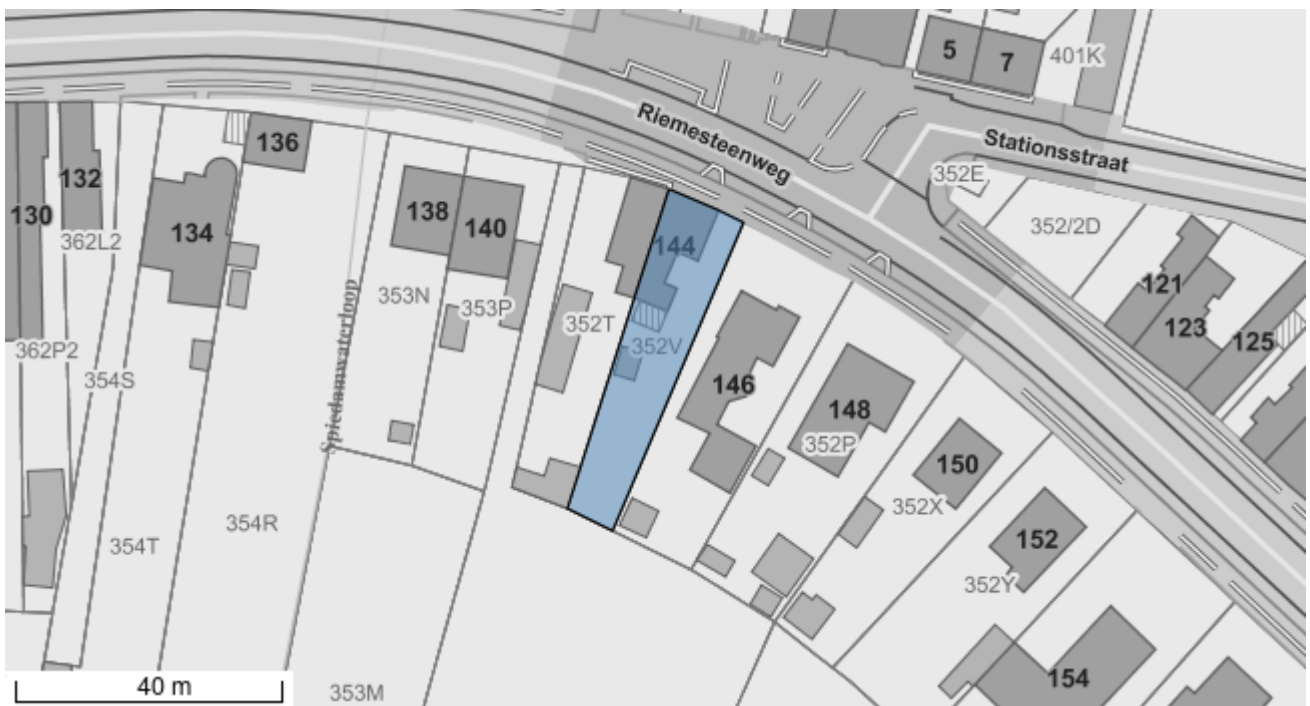 5
7
401K
Riemesteenweg
Stationsstraat
136
132
352E
130
134
362L2
138
140
144
352/2D
121
123
125
353N
353P
352T
352V
Spiedamwaterloop
362P2
354S
146
148
352P
150
352X
354R
354T
152
352Y
154
353M
40 m